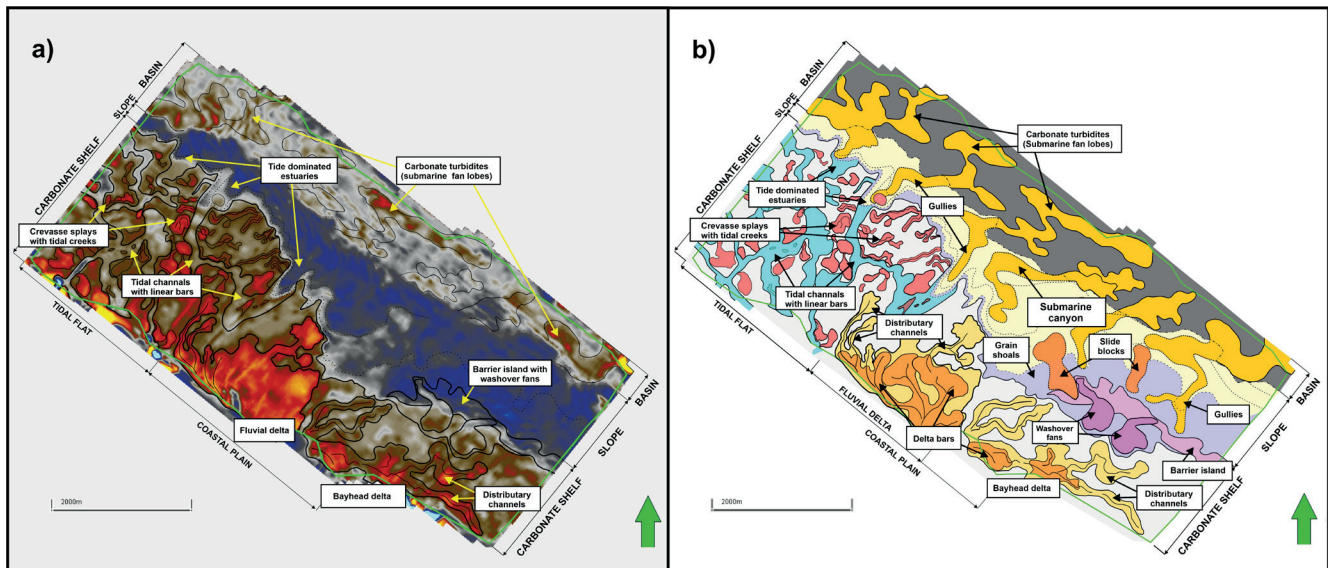 a)
BASIN
SLOPE
CARBONATE SHELF
Tide dominated
estuaries
Carbonate turbidites
(submarine fan lobes)
Crevasse splays
with tidal creeks
Tidal channels
with linear bars
TIDAL FLAT
Barrier island with
washover fans
Fluvial delta
COASTAL PLAIN
BASIN
SLOPE
CARBONATE SHELF
Bayhead delta
Distributary
channels
2000m
b)
BASIN
SLOPE
CARBONATE SHELF
Carbonate turbidites
(Submarine fan lobes)
Tide dominated
estuaries
Gullies
Crevasse splays
with tidal creeks
Tidal channels
with linear bars
TIDAL FLAT
Submarine
canyon
Distributary
channels
Grain
shoals
Slide
blocks
FLUVIAL DELTA
COASTAL PLAIN
Gullies
Delta bars
Washover
fans
Barrier island
BASIN
SLOPE
CARBONATE SHELF
Bayhead delta
Distributary
channels
2000m